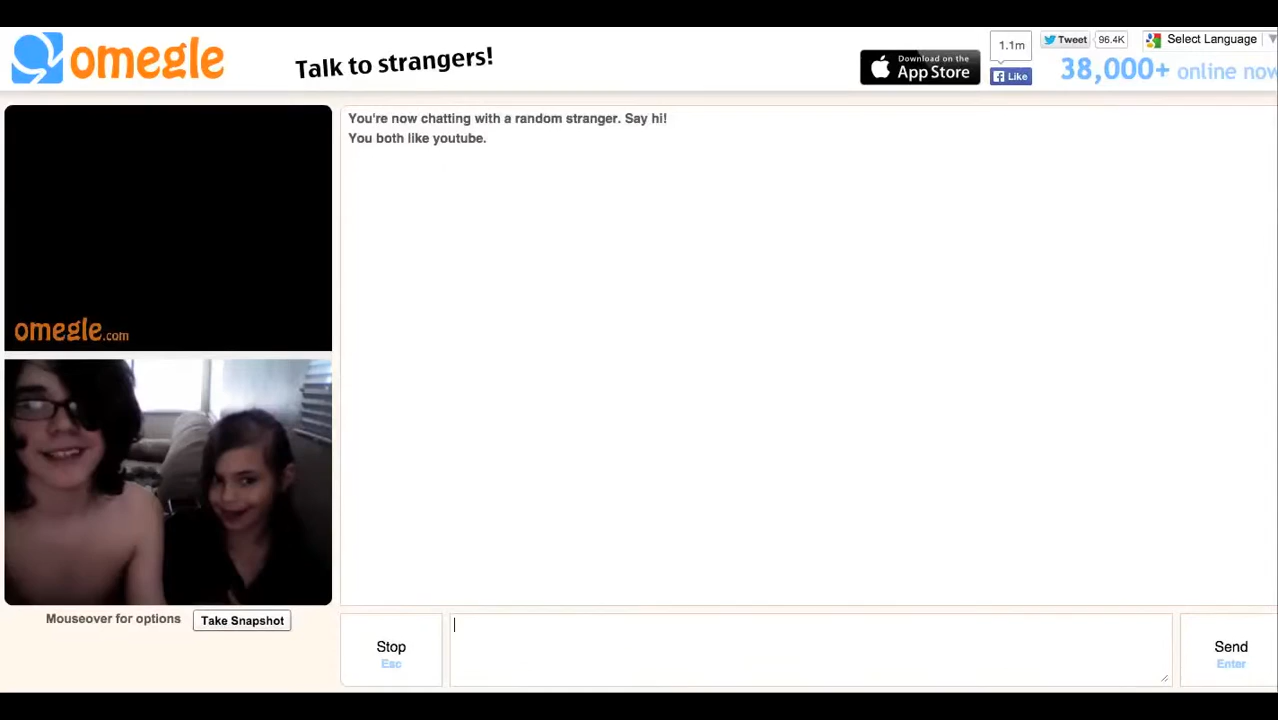 omegle
Talk to strangers!
Download on the
App Store
1.1m
Like
Tweet
96.4K
Select Language
38,000+ online now
You're now chatting with a random stranger. Say hi!
You both like youtube.
omegle.com
Mouseover for options
Take Snapshot
Stop
Esc
Send
Enter